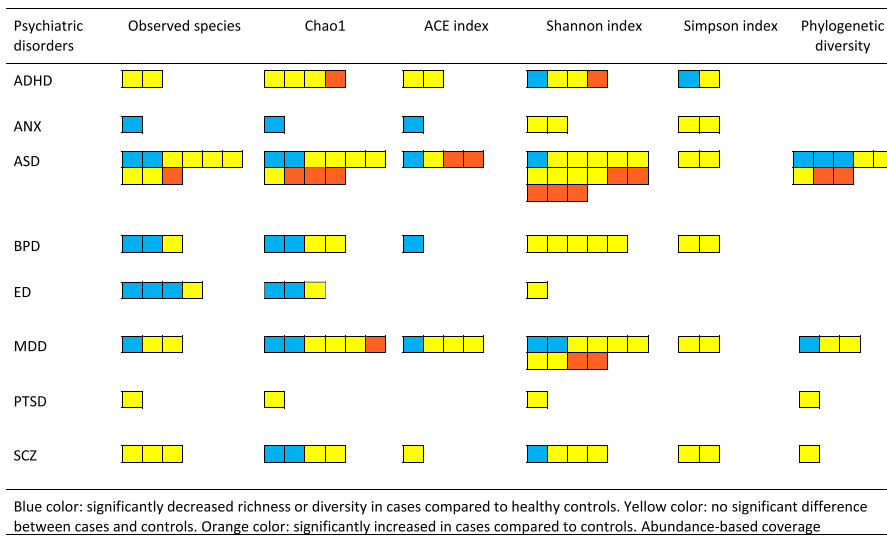 Psychiatric disorders Observed species Chao1 ACE index Shannon index Simpson index Phylogenetic diversity
ADHD
ANX
ASD
BPD
ED
MDD
PTSD
SCZ
Blue color: significantly decreased richness or diversity in cases compared to healthy controls. Yellow color: no significant difference
between cases and controls. Orange color: significantly increased in cases compared to controls. Abundance-based coverage